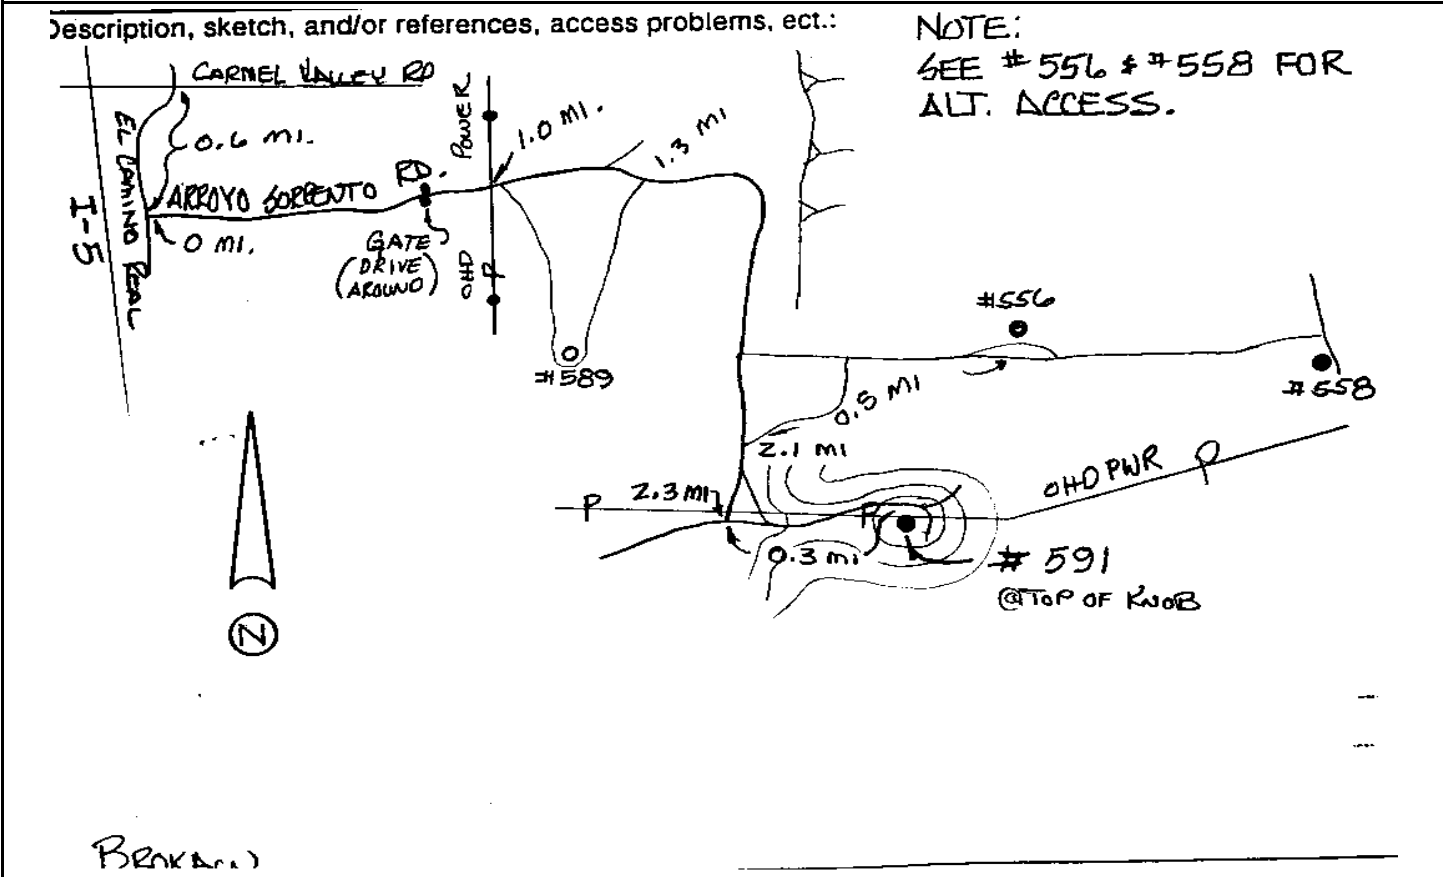 Description, sketch, and/or references, access problems, ect.:
NOTE:
SEE #556 & #558 FOR
ALT. ACCESS.
CARMEL VALLEY RD
EL CAMINO REAL
I-5
0.6 MI.
ARROYO SORRENTO RD.
0 MI.
GATE
(DRIVE
AROUND)
POWER
OHD
P
1.0 MI.
1.3 MI
#589
#556
#558
0.5 MI
2.1 MI
2.3 MI
P
P
OHD PWR
P
0.3 MI
# 591
@ TOP OF KNOB
N